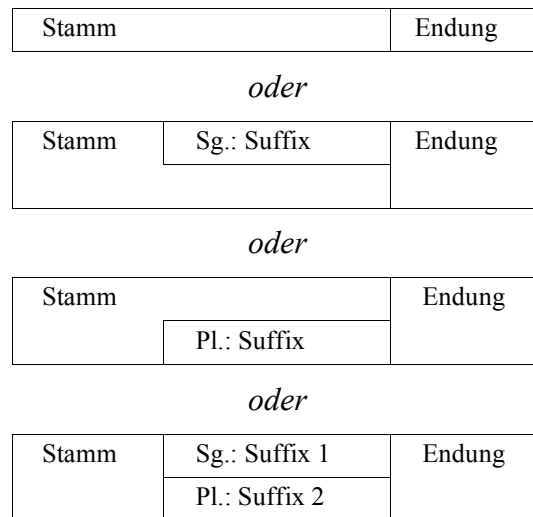 Stamm Endung
oder
Stamm Sg.: Suffix Endung
oder
Stamm Endung
Pl.: Suffix
oder
Stamm Sg.: Suffix 1 Endung
Pl.: Suffix 2